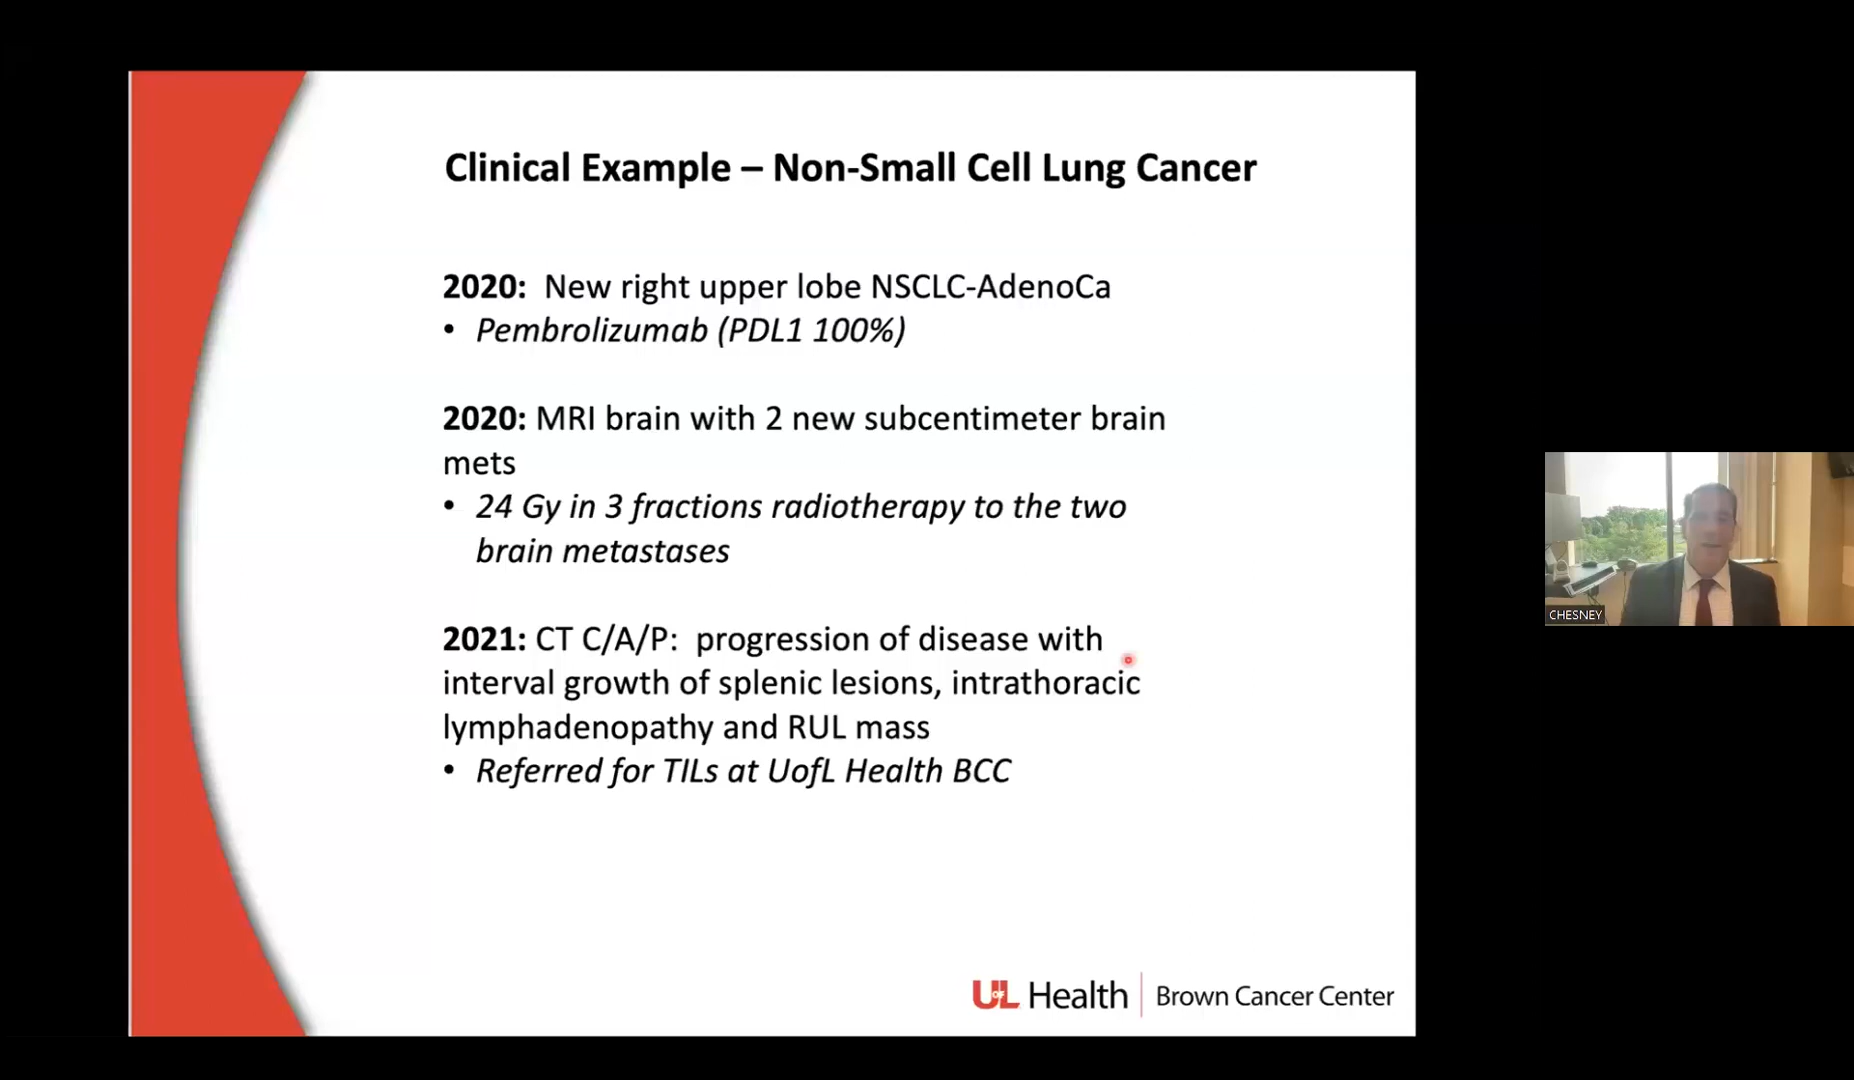 Clinical Example – Non-Small Cell Lung Cancer
2020: New right upper lobe NSCLC-AdenoCa
• Pembrolizumab (PDL1 100%)
2020: MRI brain with 2 new subcentimeter brain
mets
• 24 Gy in 3 fractions radiotherapy to the two
brain metastases
2021: CT C/A/P: progression of disease with
interval growth of splenic lesions, intrathoracic
lymphadenopathy and RUL mass
• Referred for TILs at UofL Health BCC
CHESNEY
UofL Health | Brown Cancer Center